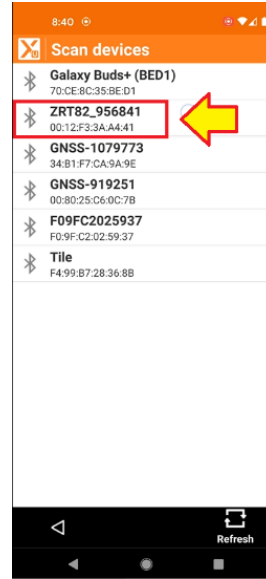 8:40
Scan devices
Galaxy Buds+ (BED1)
70:CE:8C:35:BE:D1
ZRT82_956841
00:12:F3:3A:A4:41
GNSS-1079773
34:B1:F7:CA:9A:9E
GNSS-919251
00:80:25:C6:0C:7B
F09FC2025937
F0:9F:C2:02:59:37
Tile
F4:99:B7:28:36:8B
Refresh